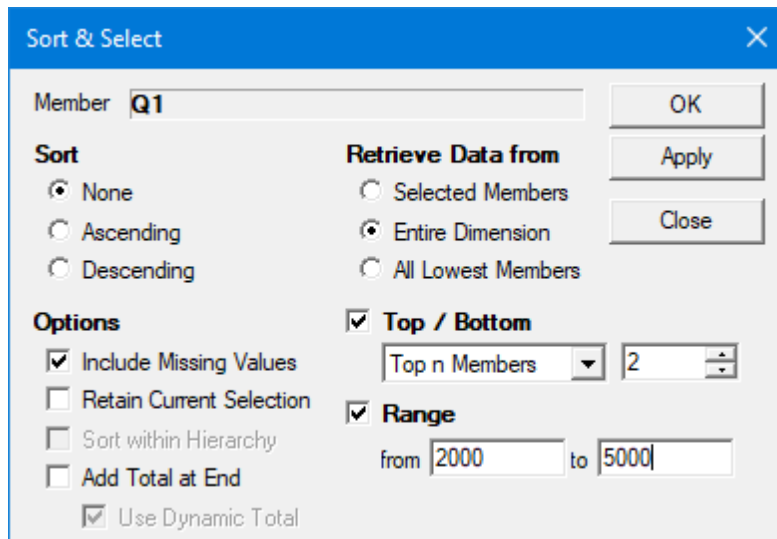 Sort & Select
Member Q1
OK
Sort
Retrieve Data from
Apply
None
Selected Members
Ascending
Entire Dimension
Close
Descending
All Lowest Members
Options
Top / Bottom
Include Missing Values
Top n Members 2
Retain Current Selection
Range
Sort within Hierarchy
from 2000 to 5000
Add Total at End
Use Dynamic Total